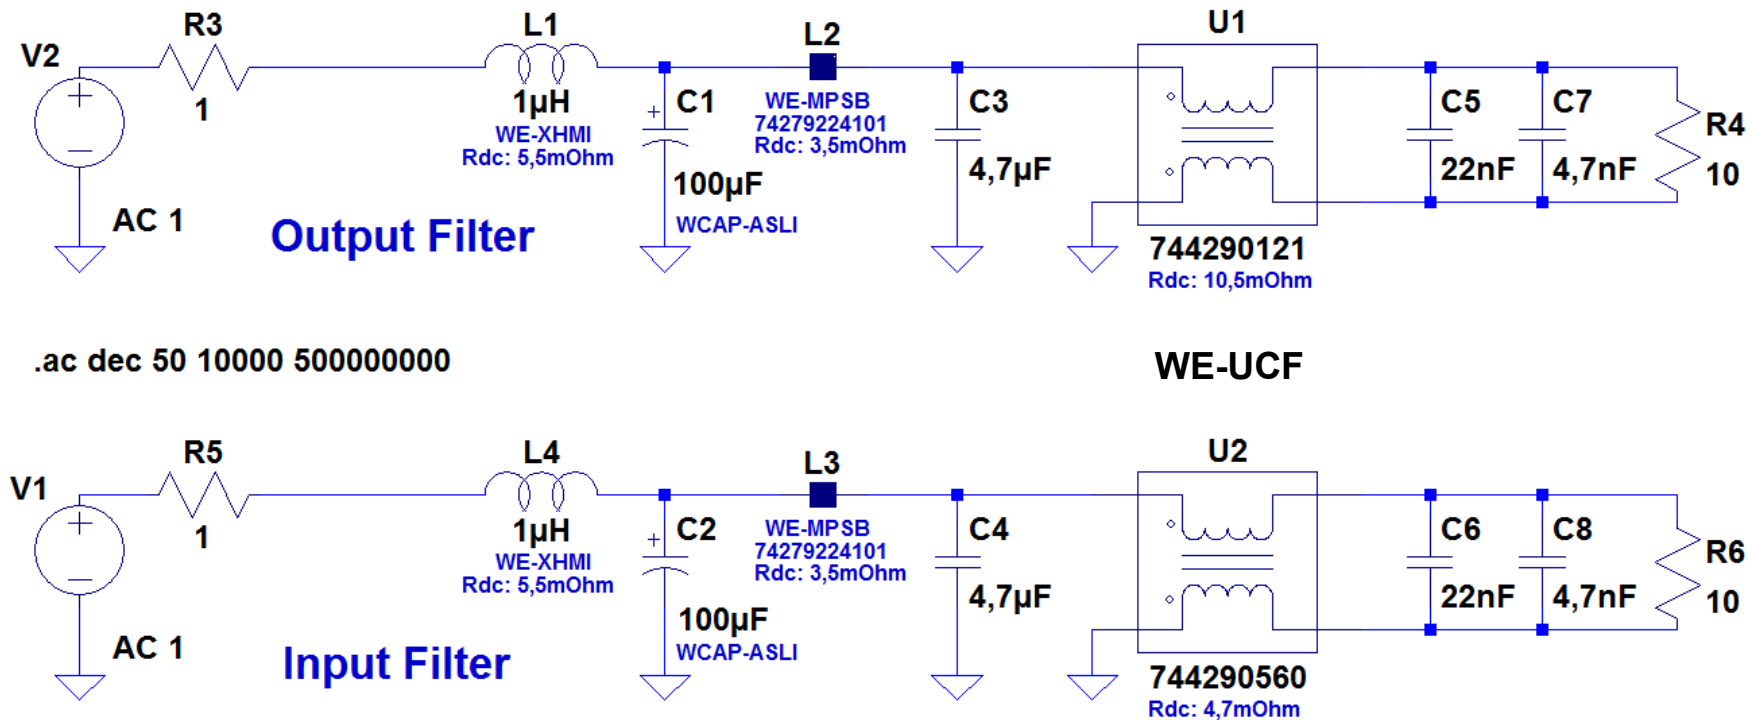 V2
R3
1
AC 1
Output Filter
L1
1µH
WE-XHMI
Rdc: 5,5mOhm
C1
100µF
WCAP-ASLI
L2
WE-MPSB
74279224101
Rdc: 3,5mOhm
C3
4,7µF
U1
744290121
Rdc: 10,5mOhm
C5
22nF
C7
4,7nF
R4
10
.ac dec 50 10000 500000000
WE-UCF
V1
R5
1
AC 1
Input Filter
L4
1µH
WE-XHMI
Rdc: 5,5mOhm
C2
100µF
WCAP-ASLI
L3
WE-MPSB
74279224101
Rdc: 3,5mOhm
C4
4,7µF
U2
744290560
Rdc: 4,7mOhm
C6
22nF
C8
4,7nF
R6
10